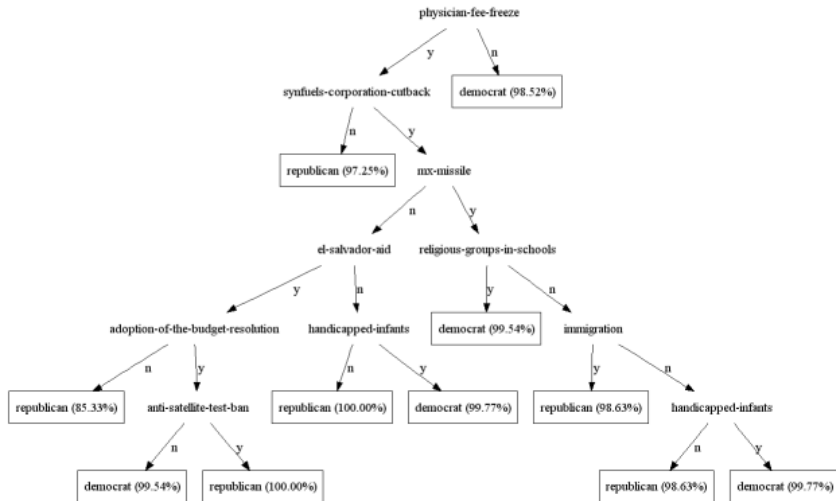 physician-fee-freeze
y
n
synfuels-corporation-cutback
democrat (98.52%)
n
y
republican (97.25%)
mx-missile
n
y
el-salvador-aid
religious-groups-in-schools
y
n
y
n
adoption-of-the-budget-resolution
handicapped-infants
democrat (99.54%)
immigration
n
y
n
y
y
n
republican (85.33%)
anti-satellite-test-ban
republican (100.00%)
democrat (99.77%)
republican (98.63%)
handicapped-infants
n
y
n
y
democrat (99.54%)
republican (100.00%)
republican (98.63%)
democrat (99.77%)